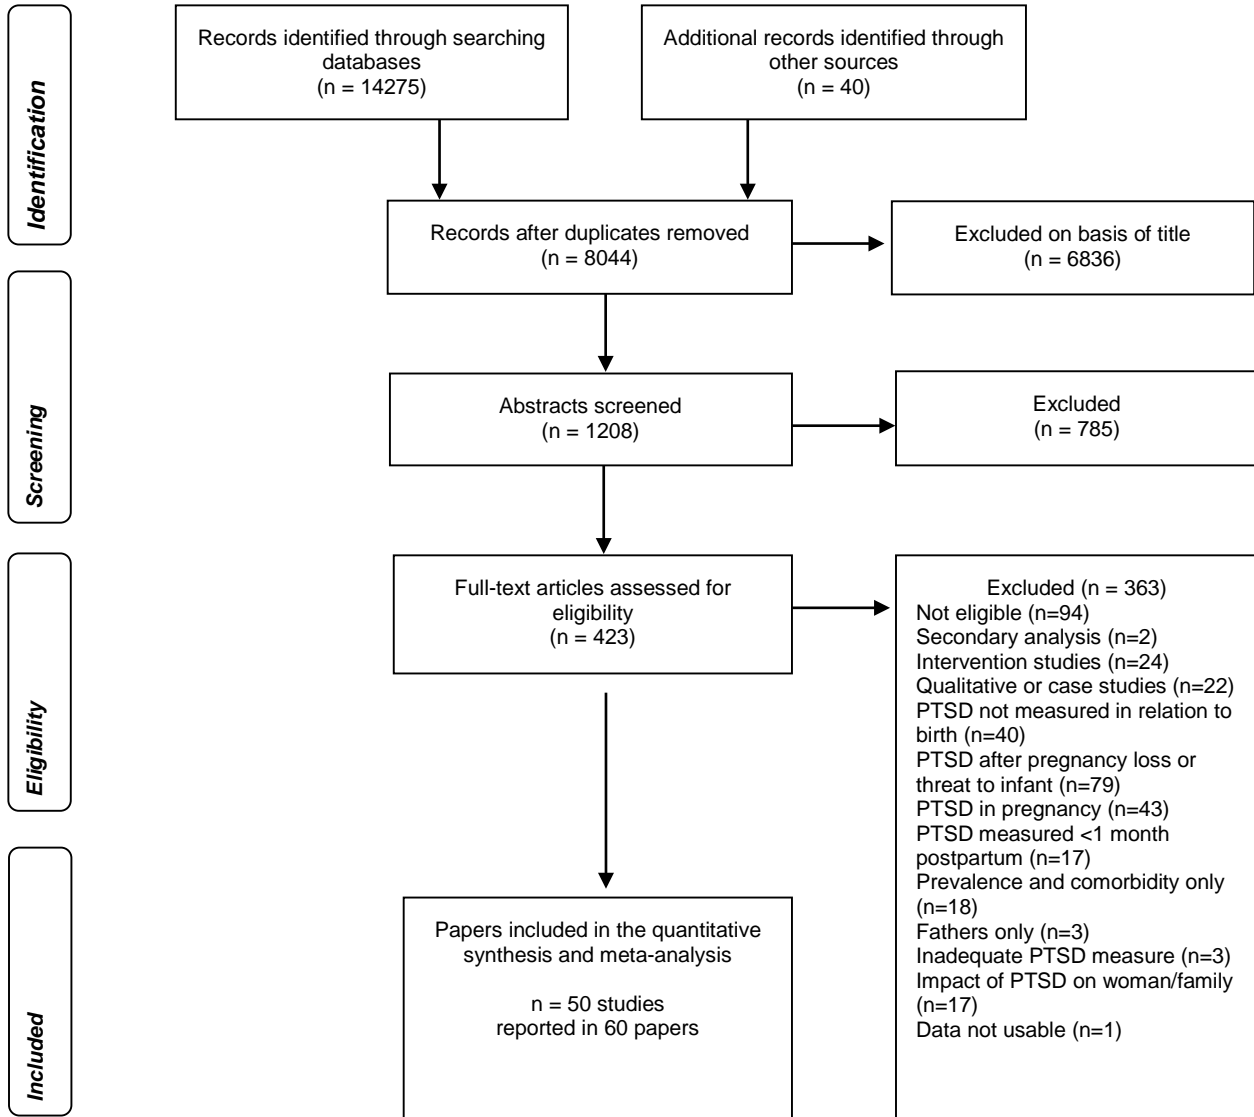 Identification
Records identified through searching
databases
(n = 14275)
Additional records identified through
other sources
(n = 40)
Records after duplicates removed
(n = 8044)
Excluded on basis of title
(n = 6836)
Screening
Abstracts screened
(n = 1208)
Excluded
(n = 785)
Eligibility
Full-text articles assessed for
eligibility
(n = 423)
Excluded (n = 363)
Not eligible (n=94)
Secondary analysis (n=2)
Intervention studies (n=24)
Qualitative or case studies (n=22)
PTSD not measured in relation to
birth (n=40)
PTSD after pregnancy loss or
threat to infant (n=79)
PTSD in pregnancy (n=43)
PTSD measured <1 month
postpartum (n=17)
Prevalence and comorbidity only
(n=18)
Fathers only (n=3)
Inadequate PTSD measure (n=3)
Impact of PTSD on woman/family
(n=17)
Data not usable (n=1)
Included
Papers included in the quantitative
synthesis and meta-analysis
n = 50 studies
reported in 60 papers